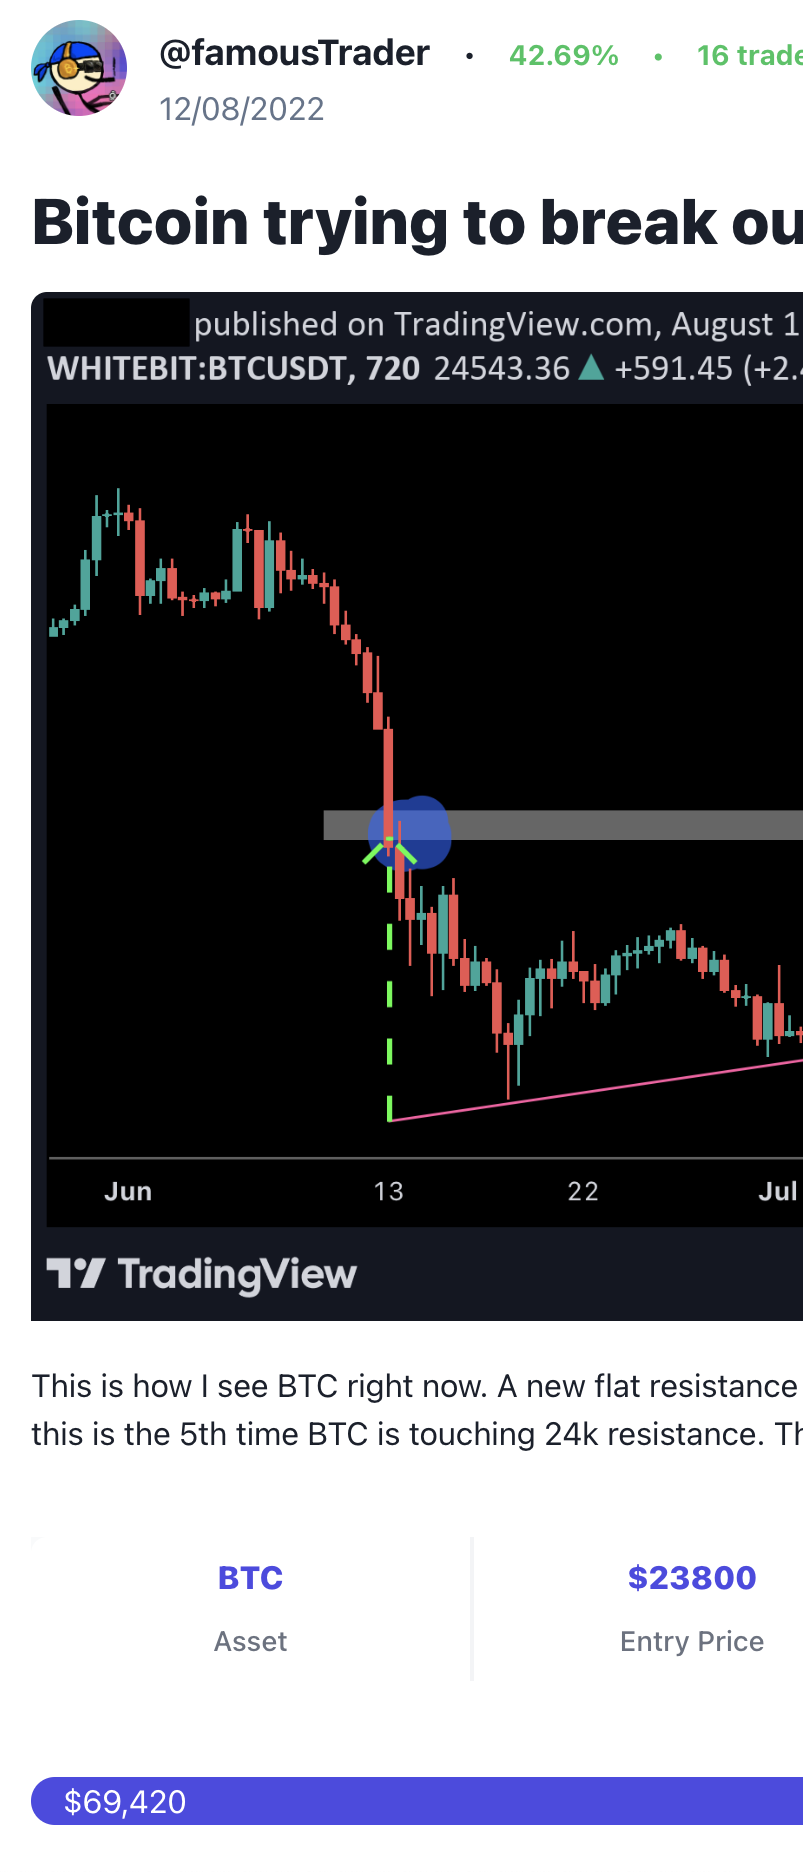 @famousTrader · 42.69% · 16 trade
12/08/2022
Bitcoin trying to break ou
published on TradingView.com, August 1
WHITEBIT:BTCUSDT, 720 24543.36 ▲ +591.45 (+2.4
Jun 13 22 Jul
TradingView
This is how I see BTC right now. A new flat resistance
this is the 5th time BTC is touching 24k resistance. Th
BTC $23800
Asset Entry Price
$69,420